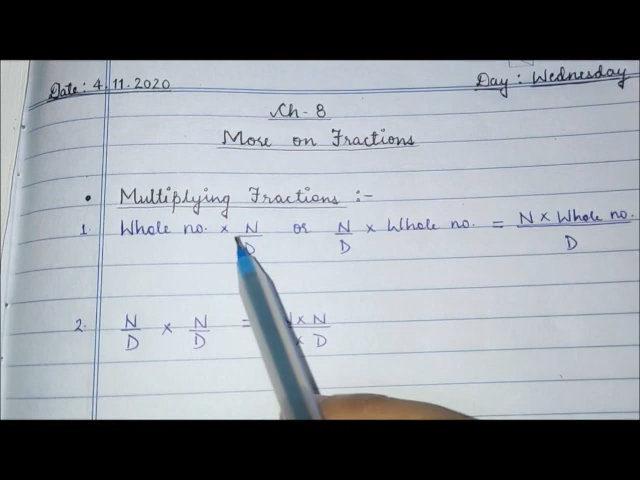 Date: 4.11.2020 Day: Wednesday
Ch-8
More on Fractions
• Multiplying Fractions :-
1. Whole no. × N/D or N/D × Whole no. = N × Whole no./D
2. N/D × N/D = × N/× D